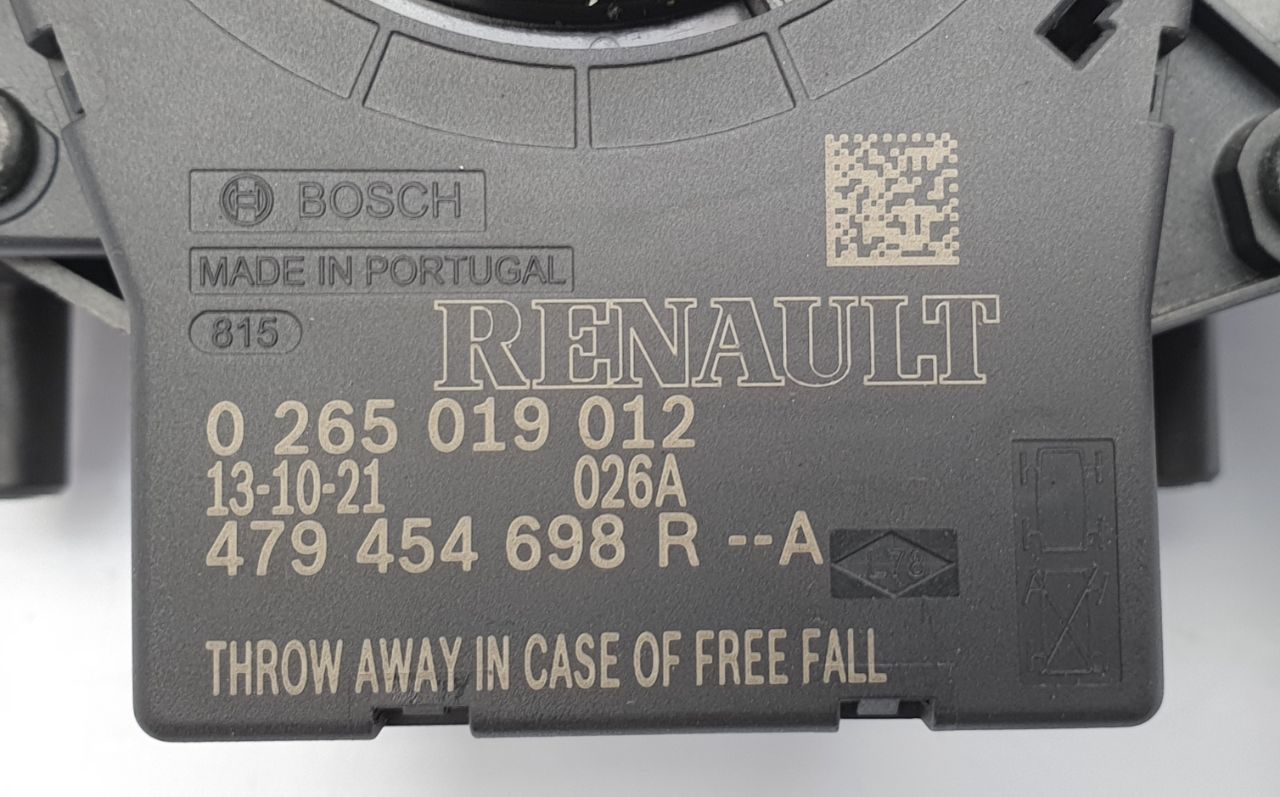 BOSCH
MADE IN PORTUGAL
815
RENAULT
0 265 019 012
13-10-21 026A
479 454 698 R --A
L78
THROW AWAY IN CASE OF FREE FALL